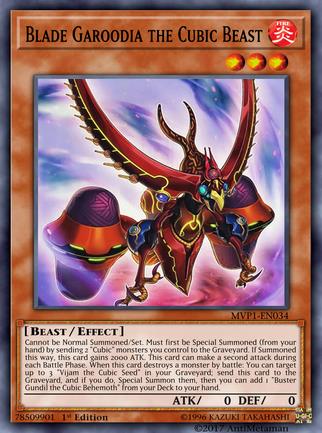 Blade Garoodia the Cubic Beast
FIRE
炎
MVP1-EN034
[Beast / Effect]
Cannot be Normal Summoned/Set. Must first be Special Summoned (from
your hand) by sending 2 "Cubic" monsters you control to the Graveyard. If Summoned
this way, this card gains 2000 ATK. This card can make a second attack during
each Battle Phase. When this card destroys a monster by battle: You can target
up to 3 "Vijam the Cubic Seed" in your Graveyard; send this card to the
Graveyard, and if you do, Special Summon them, then you can add 1 "Buster
Gundil the Cubic Behemoth" from your Deck to your hand.
ATK/ 0 DEF/ 0
78509901 1st Edition ©1996 KAZUKI TAKAHASHI
©2017 AntiMetaman